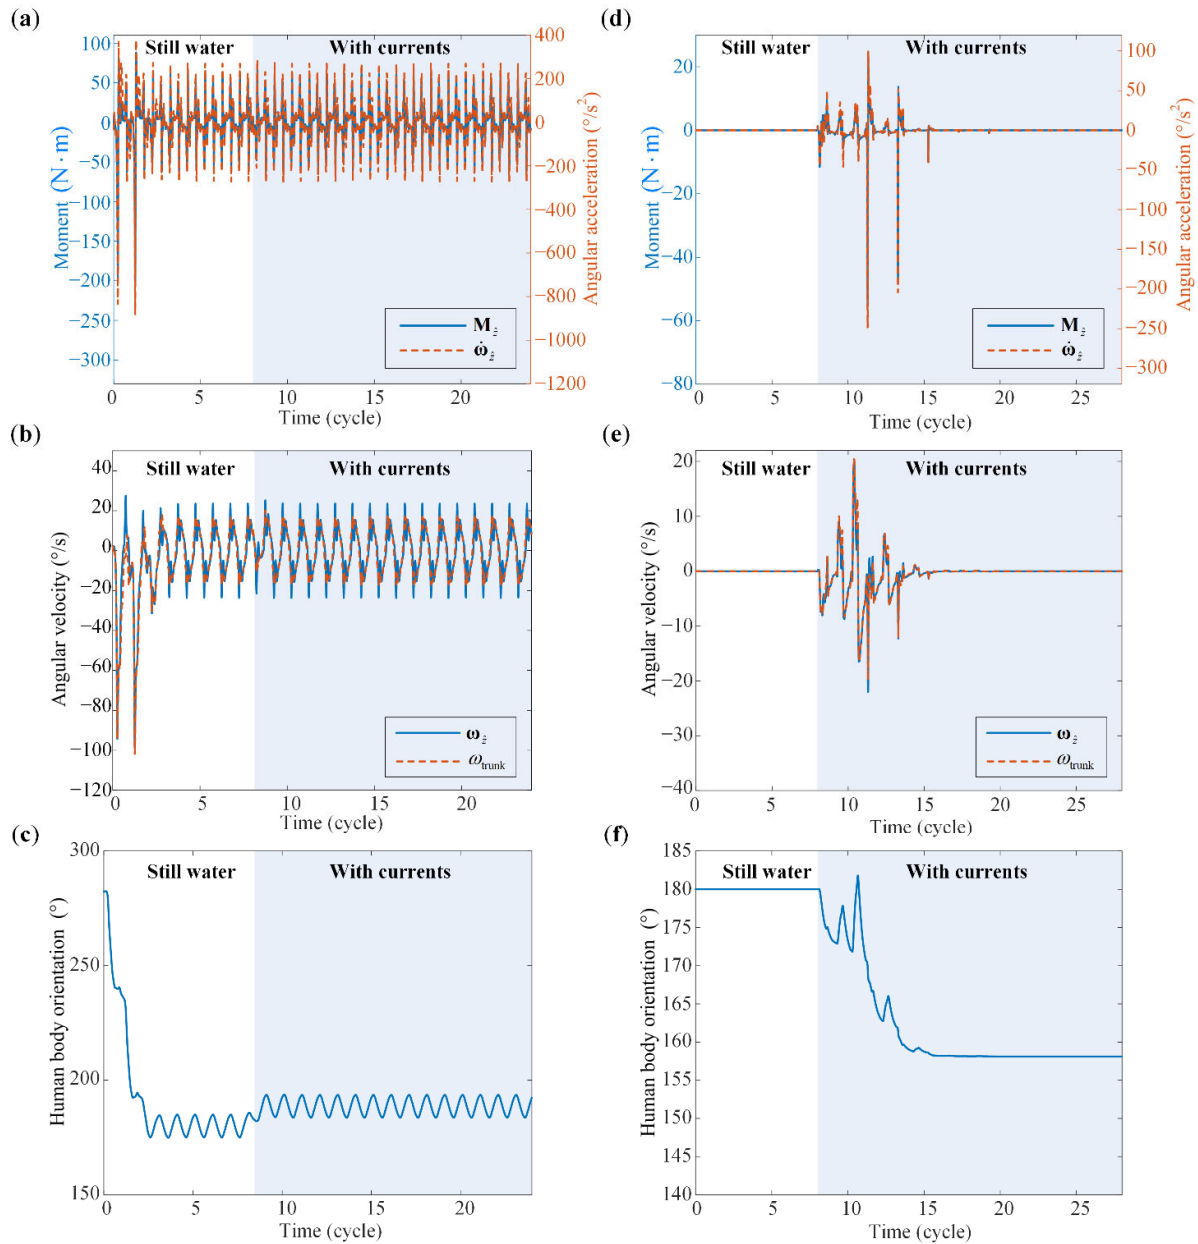 (a)
Still water With currents
100
50
0
−50
−100
−150
−200
−250
−300
Moment (N · m)
400
200
0
−200
−400
−600
−800
−1000
−1200
Angular acceleration (°/s²)
M_ẑ
ω̇_ẑ
0 5 10 15 20
Time (cycle)
(d)
Still water With currents
20
0
−20
−40
−60
−80
Moment (N · m)
100
50
0
−50
−100
−150
−200
−250
−300
Angular acceleration (°/s²)
M_ẑ
ω̇_ẑ
0 5 10 15 20 25
Time (cycle)
(b)
Still water With currents
40
20
0
−20
−40
−60
−80
−100
−120
Angular velocity (°/s)
ω_ẑ
ω_trunk
0 5 10 15 20
Time (cycle)
(e)
Still water With currents
20
10
0
−10
−20
−30
−40
Angular velocity (°/s)
ω_ẑ
ω_trunk
0 5 10 15 20 25
Time (cycle)
(c)
Still water With currents
300
250
200
150
Human body orientation (°)
0 5 10 15 20
Time (cycle)
(f)
Still water With currents
185
180
175
170
165
160
155
150
145
140
Human body orientation (°)
0 5 10 15 20 25
Time (cycle)